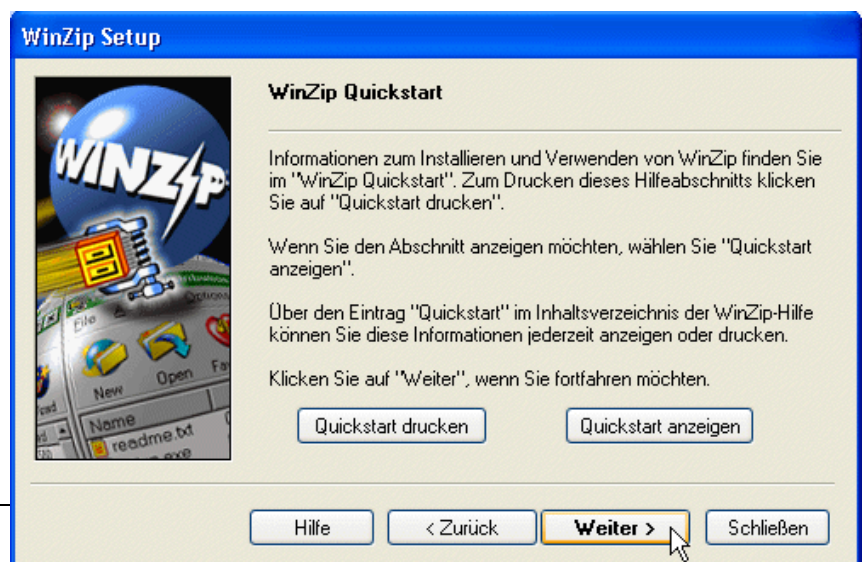 WinZip Setup
WinZip Quickstart
WINZIP
Informationen zum Installieren und Verwenden von WinZip finden Sie
im "WinZip Quickstart". Zum Drucken dieses Hilfeabschnitts klicken
Sie auf "Quickstart drucken".
Wenn Sie den Abschnitt anzeigen möchten, wählen Sie "Quickstart
anzeigen".
Über den Eintrag "Quickstart" im Inhaltsverzeichnis der WinZip-Hilfe
können Sie diese Informationen jederzeit anzeigen oder drucken.
Klicken Sie auf "Weiter", wenn Sie fortfahren möchten.
File Options
New Open
Name
readme.txt
Quickstart drucken Quickstart anzeigen
Hilfe < Zurück Weiter > Schließen